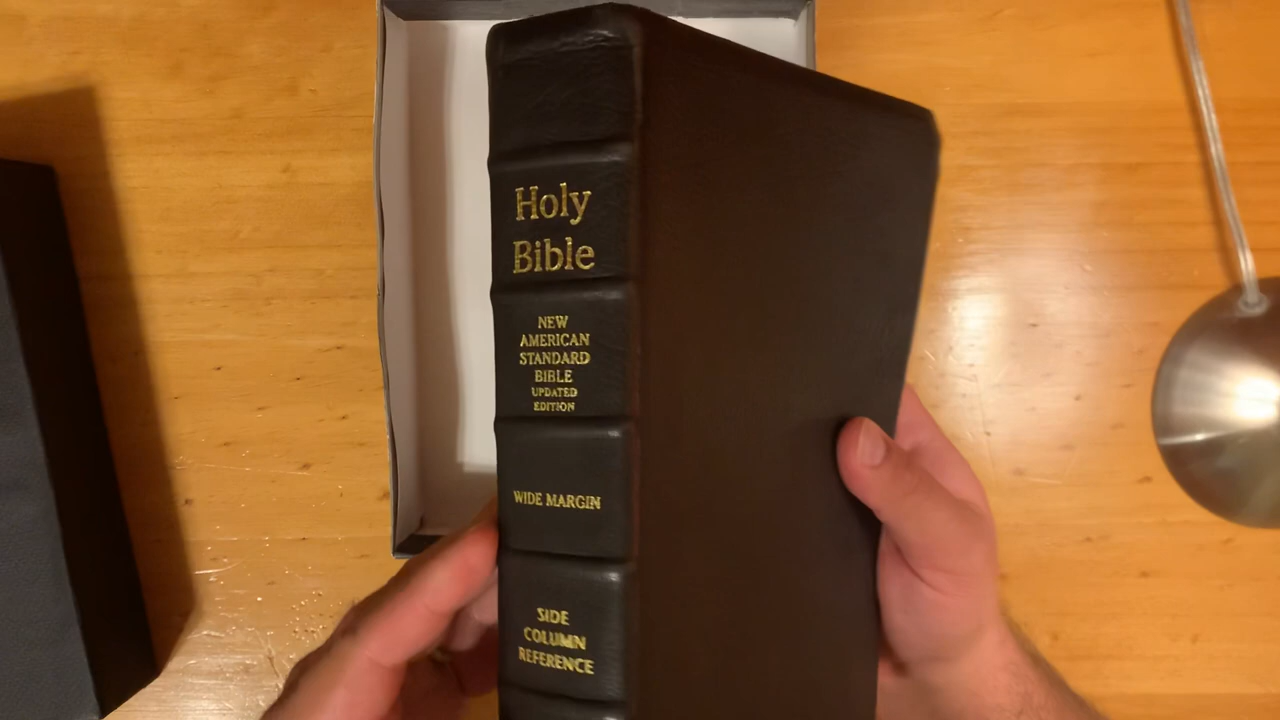 Holy
Bible
NEW
AMERICAN
STANDARD
BIBLE
UPDATED
EDITION
WIDE MARGIN
SIDE
COLUMN
REFERENCE